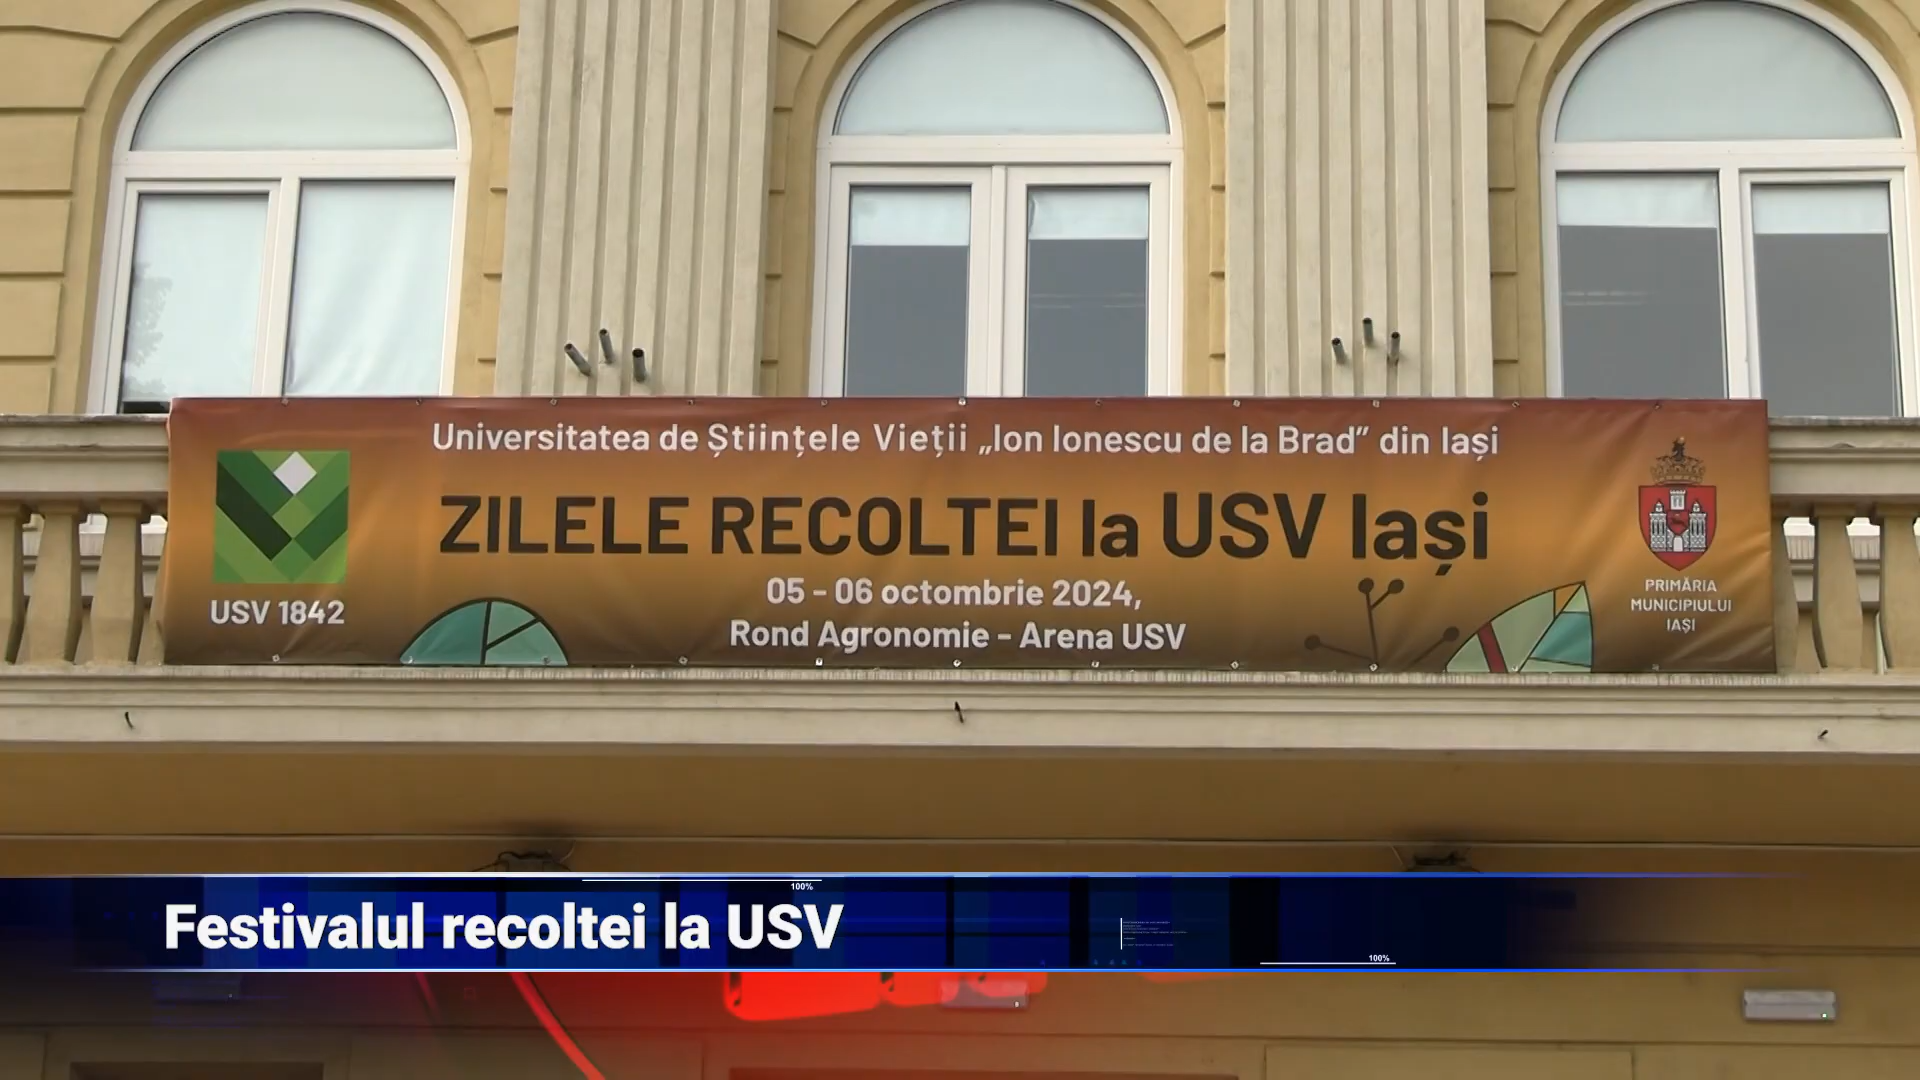 Universitatea de Științele Vieții „Ion Ionescu de la Brad” din Iași
ZILELE RECOLTEI la USV Iași
05 - 06 octombrie 2024,
Rond Agronomie - Arena USV
USV 1842
PRIMĂRIA
MUNICIPIULUI
IAȘI
100%
Festivalul recoltei la USV
100%